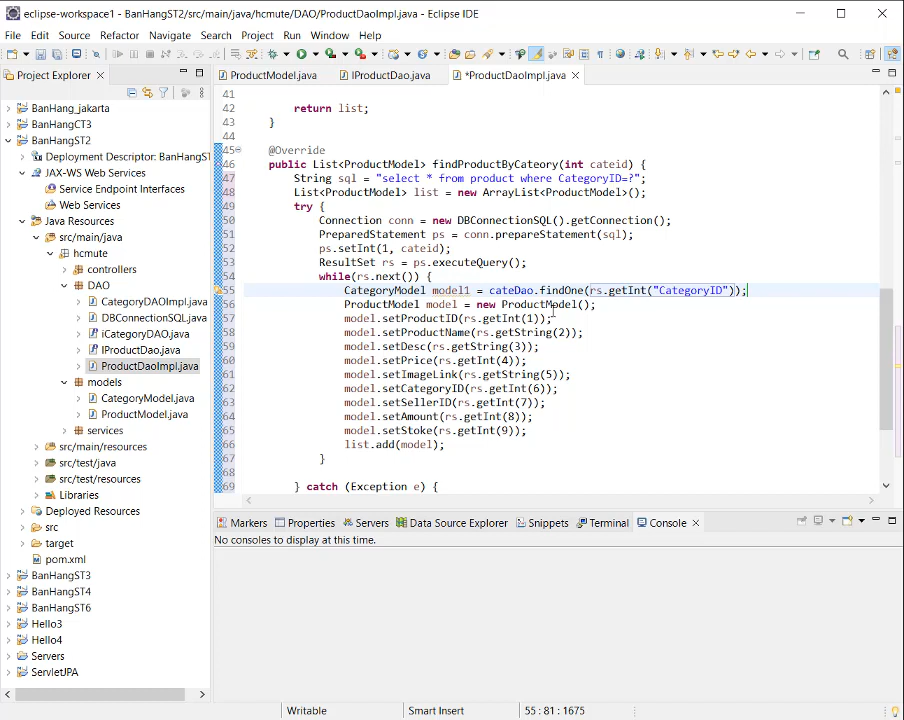 eclipse-workspace1 - BanHangST2/src/main/java/hcmute/DAO/ProductDaoImpl.java - Eclipse IDE
File Edit Source Refactor Navigate Search Project Run Window Help
Project Explorer
ProductModel.java
IProductDao.java
*ProductDaoImpl.java
BanHang_jakarta
BanHangCT3
BanHangST2
Deployment Descriptor: BanHangST
JAX-WS Web Services
Service Endpoint Interfaces
Web Services
Java Resources
src/main/java
hcmute
controllers
DAO
CategoryDAOImpl.java
DBConnectionSQL.java
iCategoryDAO.java
IProductDao.java
ProductDaoImpl.java
models
CategoryModel.java
ProductModel.java
services
src/main/resources
src/test/java
src/test/resources
Libraries
Deployed Resources
src
target
pom.xml
BanHangST3
BanHangST4
BanHangST6
Hello3
Hello4
Servers
ServletJPA
41
42 return list;
43 }
44
45 @Override
46 public List<ProductModel> findProductByCateory(int cateid) {
47 String sql = "select * from product where CategoryID=?";
48 List<ProductModel> list = new ArrayList<ProductModel>();
49 try {
50 Connection conn = new DBConnectionSQL().getConnection();
51 PreparedStatement ps = conn.prepareStatement(sql);
52 ps.setInt(1, cateid);
53 ResultSet rs = ps.executeQuery();
54 while(rs.next()) {
55 CategoryModel model1 = cateDao.findOne(rs.getInt("CategoryID"));
56 ProductModel model = new ProductModel();
57 model.setProductID(rs.getInt(1));
58 model.setProductName(rs.getString(2));
59 model.setDesc(rs.getString(3));
60 model.setPrice(rs.getInt(4));
61 model.setImageLink(rs.getString(5));
62 model.setCategoryID(rs.getInt(6));
63 model.setSellerID(rs.getInt(7));
64 model.setAmount(rs.getInt(8));
65 model.setStoke(rs.getInt(9));
66 list.add(model);
67 }
68
69 } catch (Exception e) {
Markers Properties Servers Data Source Explorer Snippets Terminal Console
No consoles to display at this time.
Writable Smart Insert 55 : 81 : 1675